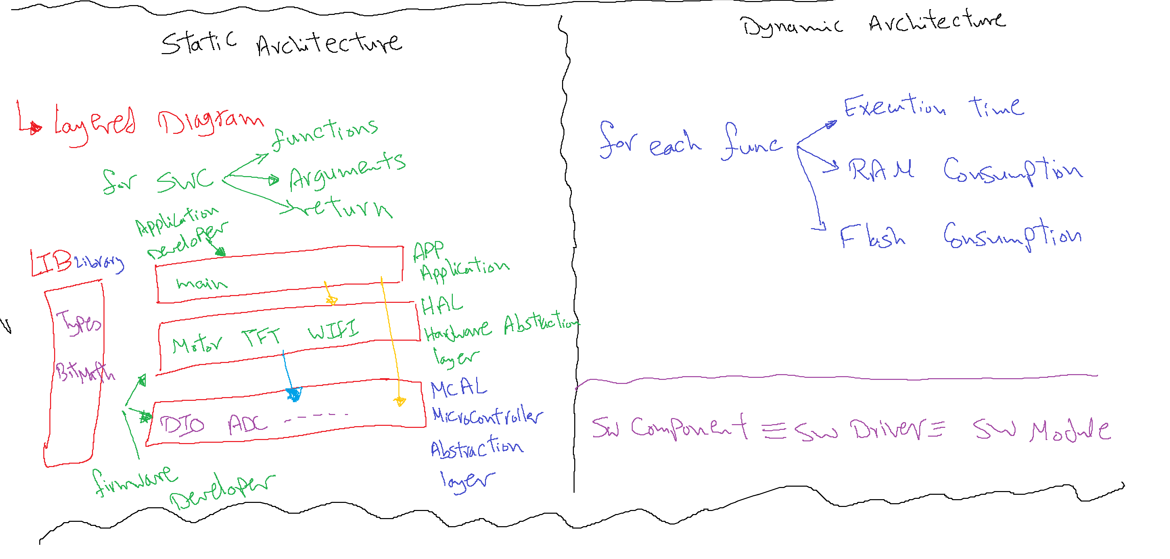 Static Architecture
Layered Diagram
for SWC
functions
Arguments
return
Application
Developer
LIB Library
Types
BitMath
main
APP
Application
Motor TFT WIFI
HAL
Hardware Abstraction
layer
DIO ADC -----
MCAL
MicroController
Abstraction
layer
firmware
Developer
Dynamic Architecture
for each func
Execution time
RAM Consumption
Flash Consumption
SW Component ≡ SW Driver ≡ SW Module